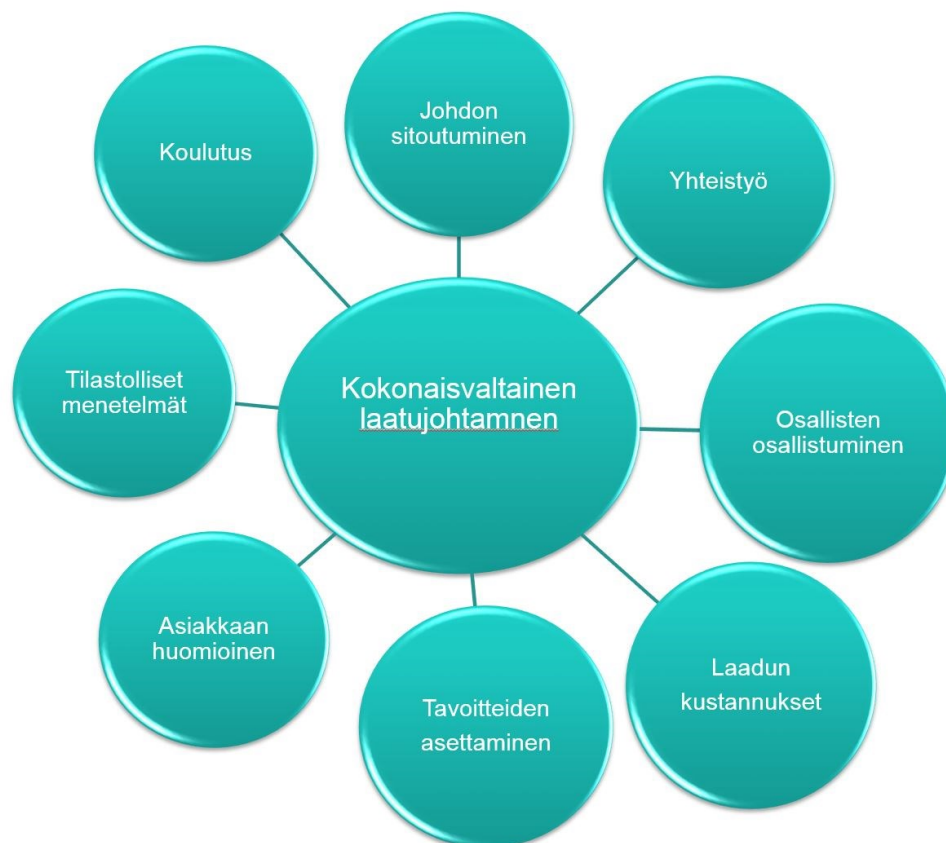 Johdon
sitoutuminen
Koulutus
Yhteistyö
Tilastolliset
menetelmät
Kokonaisvaltainen
laatujohtamnen
Osallisten
osallistuminen
Asiakkaan
huomioinen
Tavoitteiden
asettaminen
Laadun
kustannukset